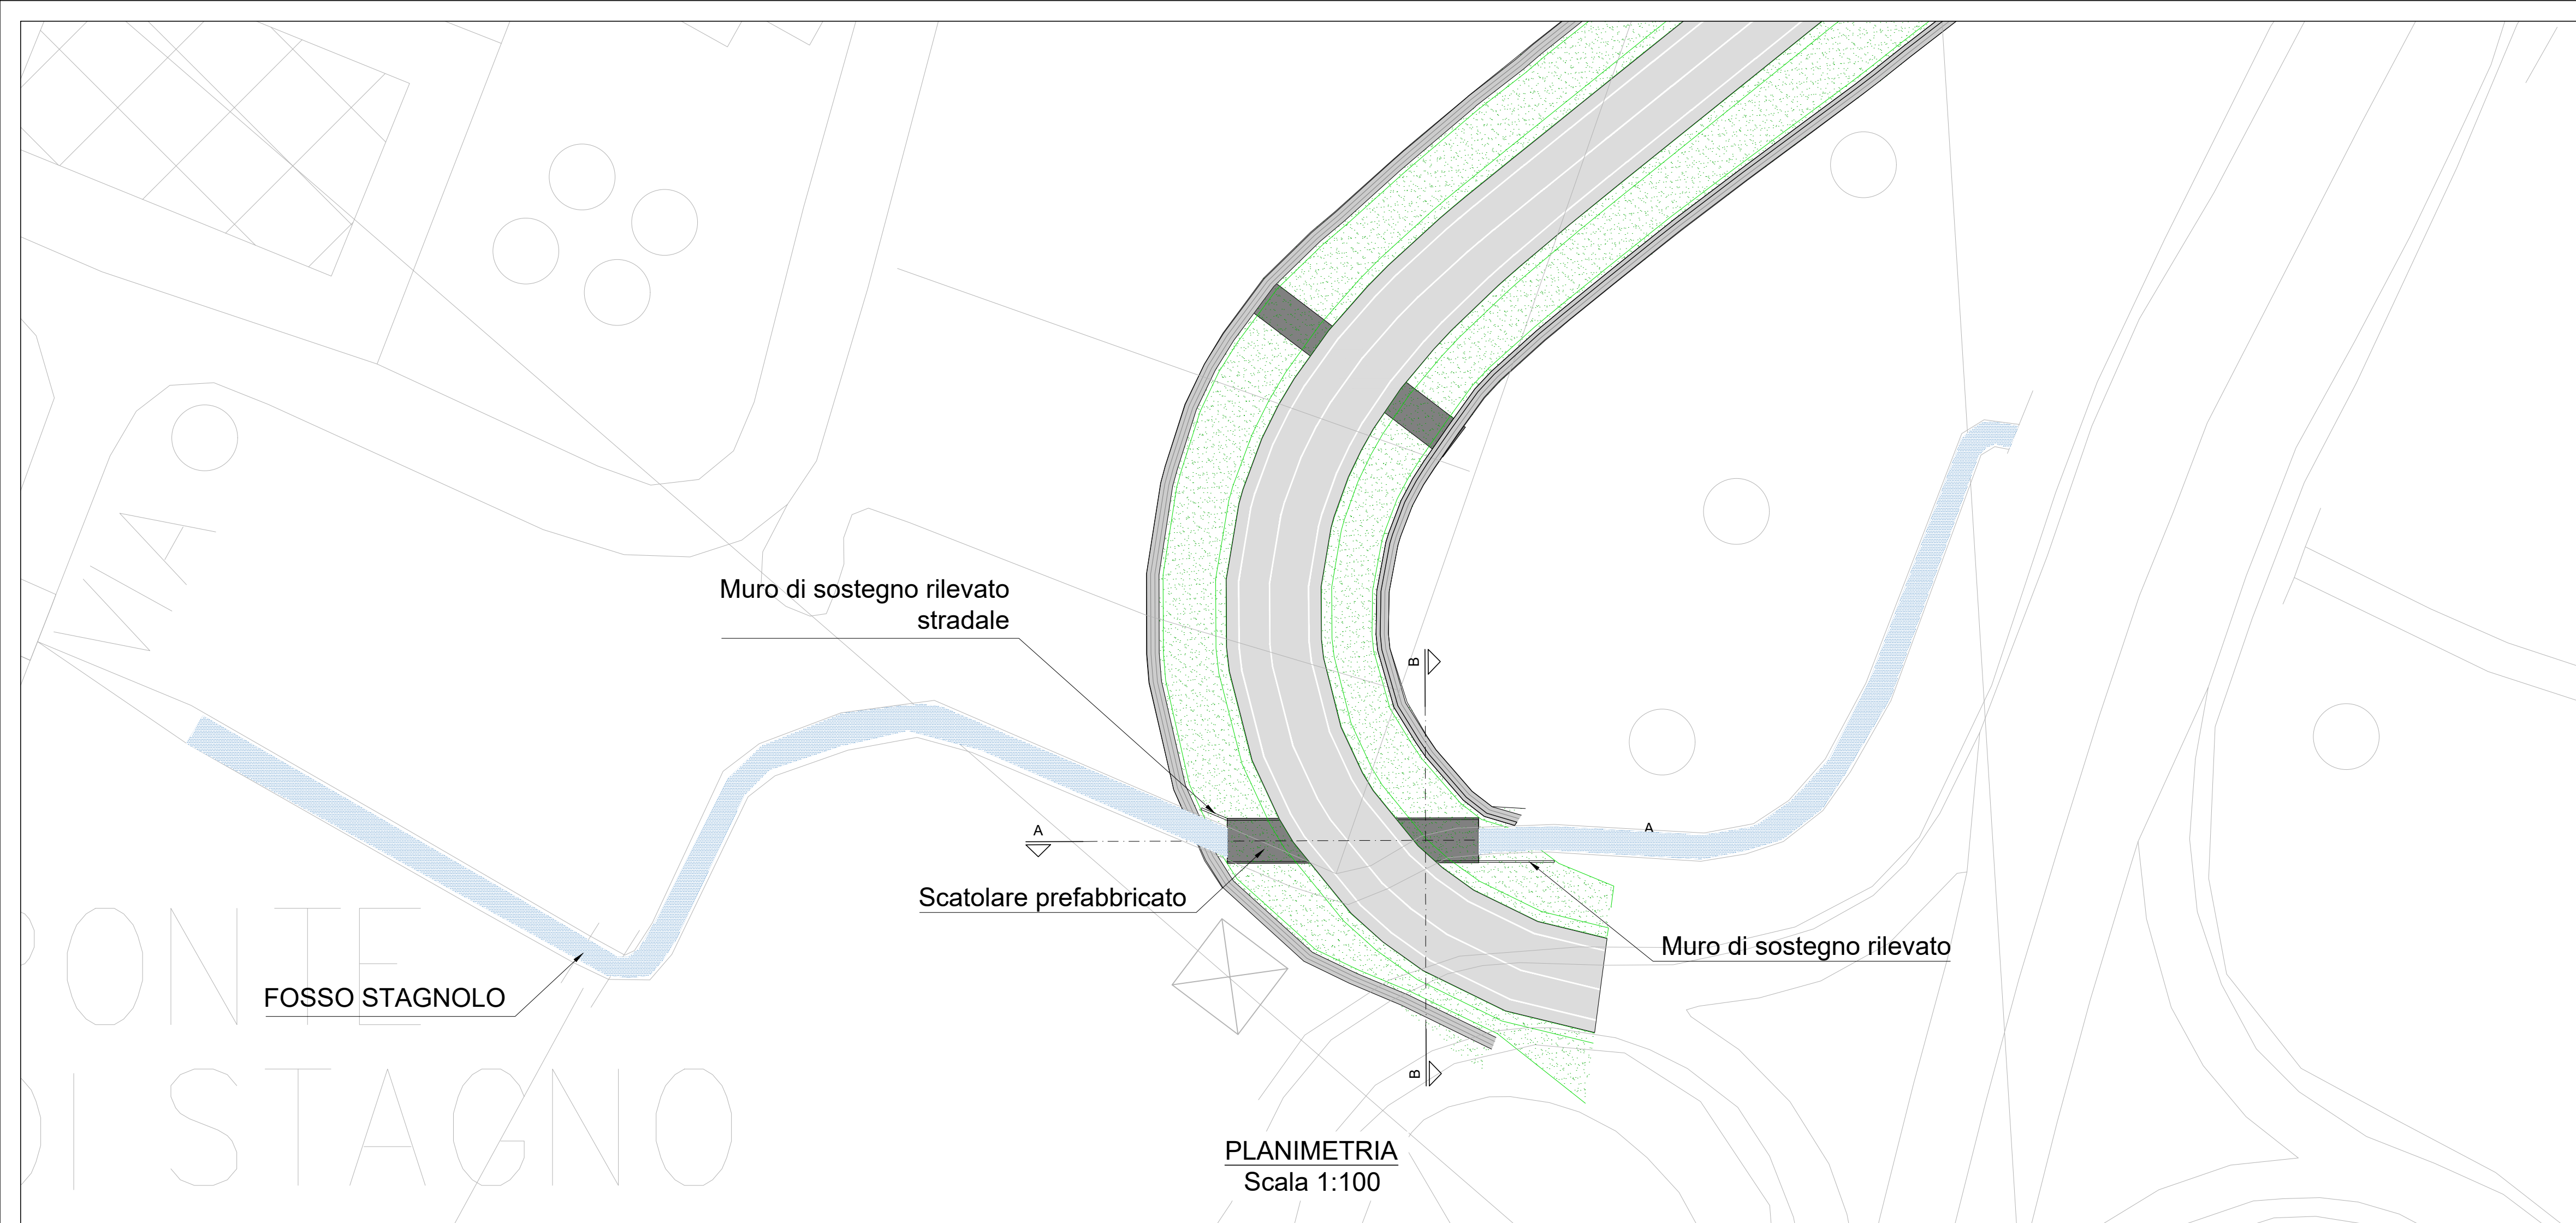 Muro di sostegno rilevato
stradale
B
A
A
Scatolare prefabbricato
Muro di sostegno rilevato
FOSSO STAGNOLO
PONTE
DI STAGNO
B
PLANIMETRIA
Scala 1:100